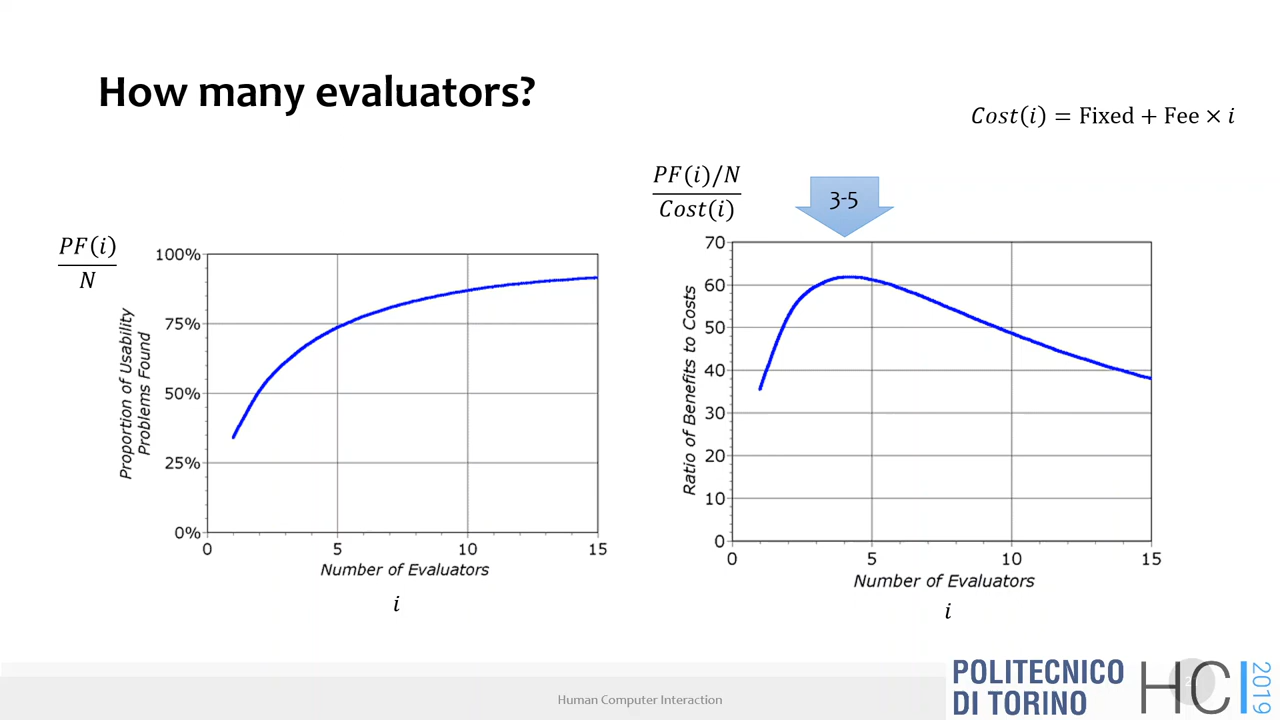 How many evaluators?
Cost(i) = Fixed + Fee × i
PF(i)
N
100%
75%
50%
25%
0%
Proportion of Usability
Problems Found
0 5 10 15
Number of Evaluators
i
PF(i)/N
Cost(i)
3-5
70
60
50
40
30
20
10
0
Ratio of Benefits to Costs
0 5 10 15
Number of Evaluators
i
Human Computer Interaction
POLITECNICO
DI TORINO
HCI
2019